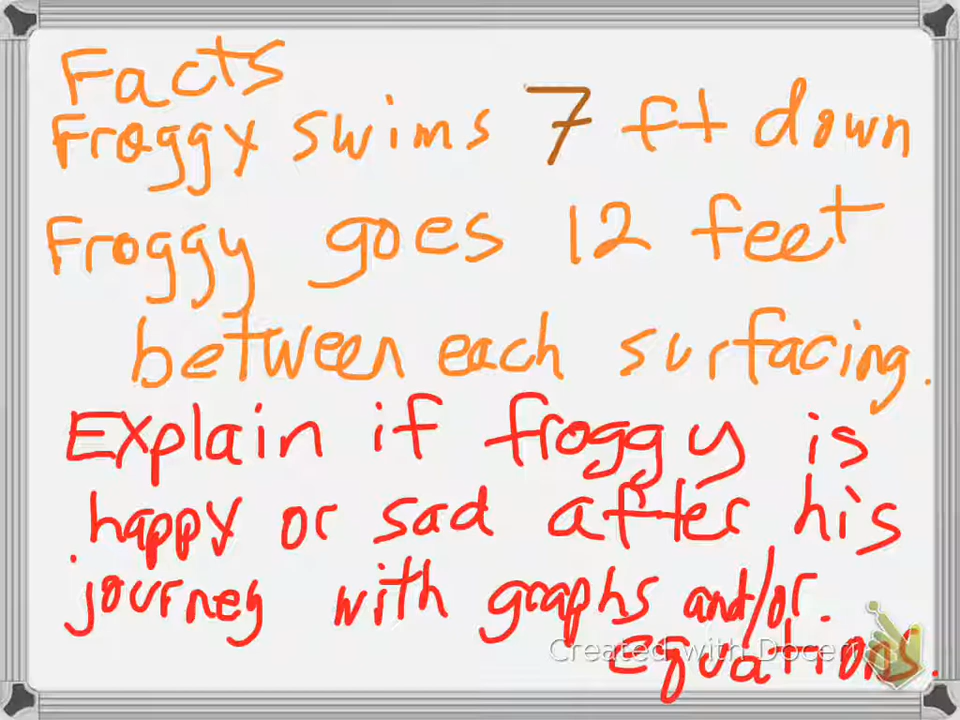 Facts
Froggy swims 7 ft down
Froggy goes 12 feet
between each surfacing.
Explain if froggy is
happy or sad after his
journey with graphs and/or
equations.
Created with Doceri